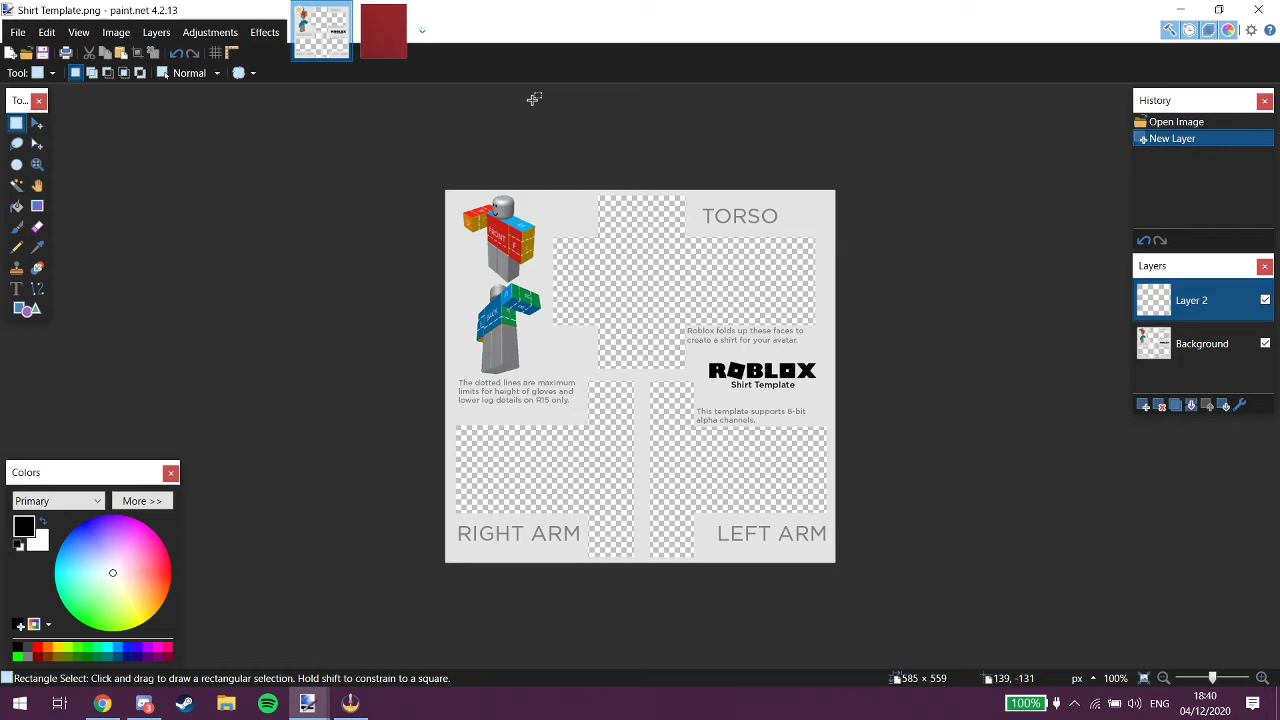 Shirt Template.png - paint.net 4.2.13
File Edit View Image Layers Adjustments Effects
Tool: Normal
To...
History
Open Image
New Layer
Layers
Layer 2
Background
TORSO
FRONT
F
BACK
Roblox folds up these faces to
create a shirt for your avatar.
ROBLOX
Shirt Template
The dotted lines are maximum
limits for height of gloves and
lower leg details on R15 only.
This template supports 8-bit
alpha channels.
RIGHT ARM
LEFT ARM
Colors
Primary
More >>
Rectangle Select: Click and drag to draw a rectangular selection. Hold shift to constrain to a square.
585 × 559
139, -131
px
100%
100%
ENG
18:40
04/12/2020